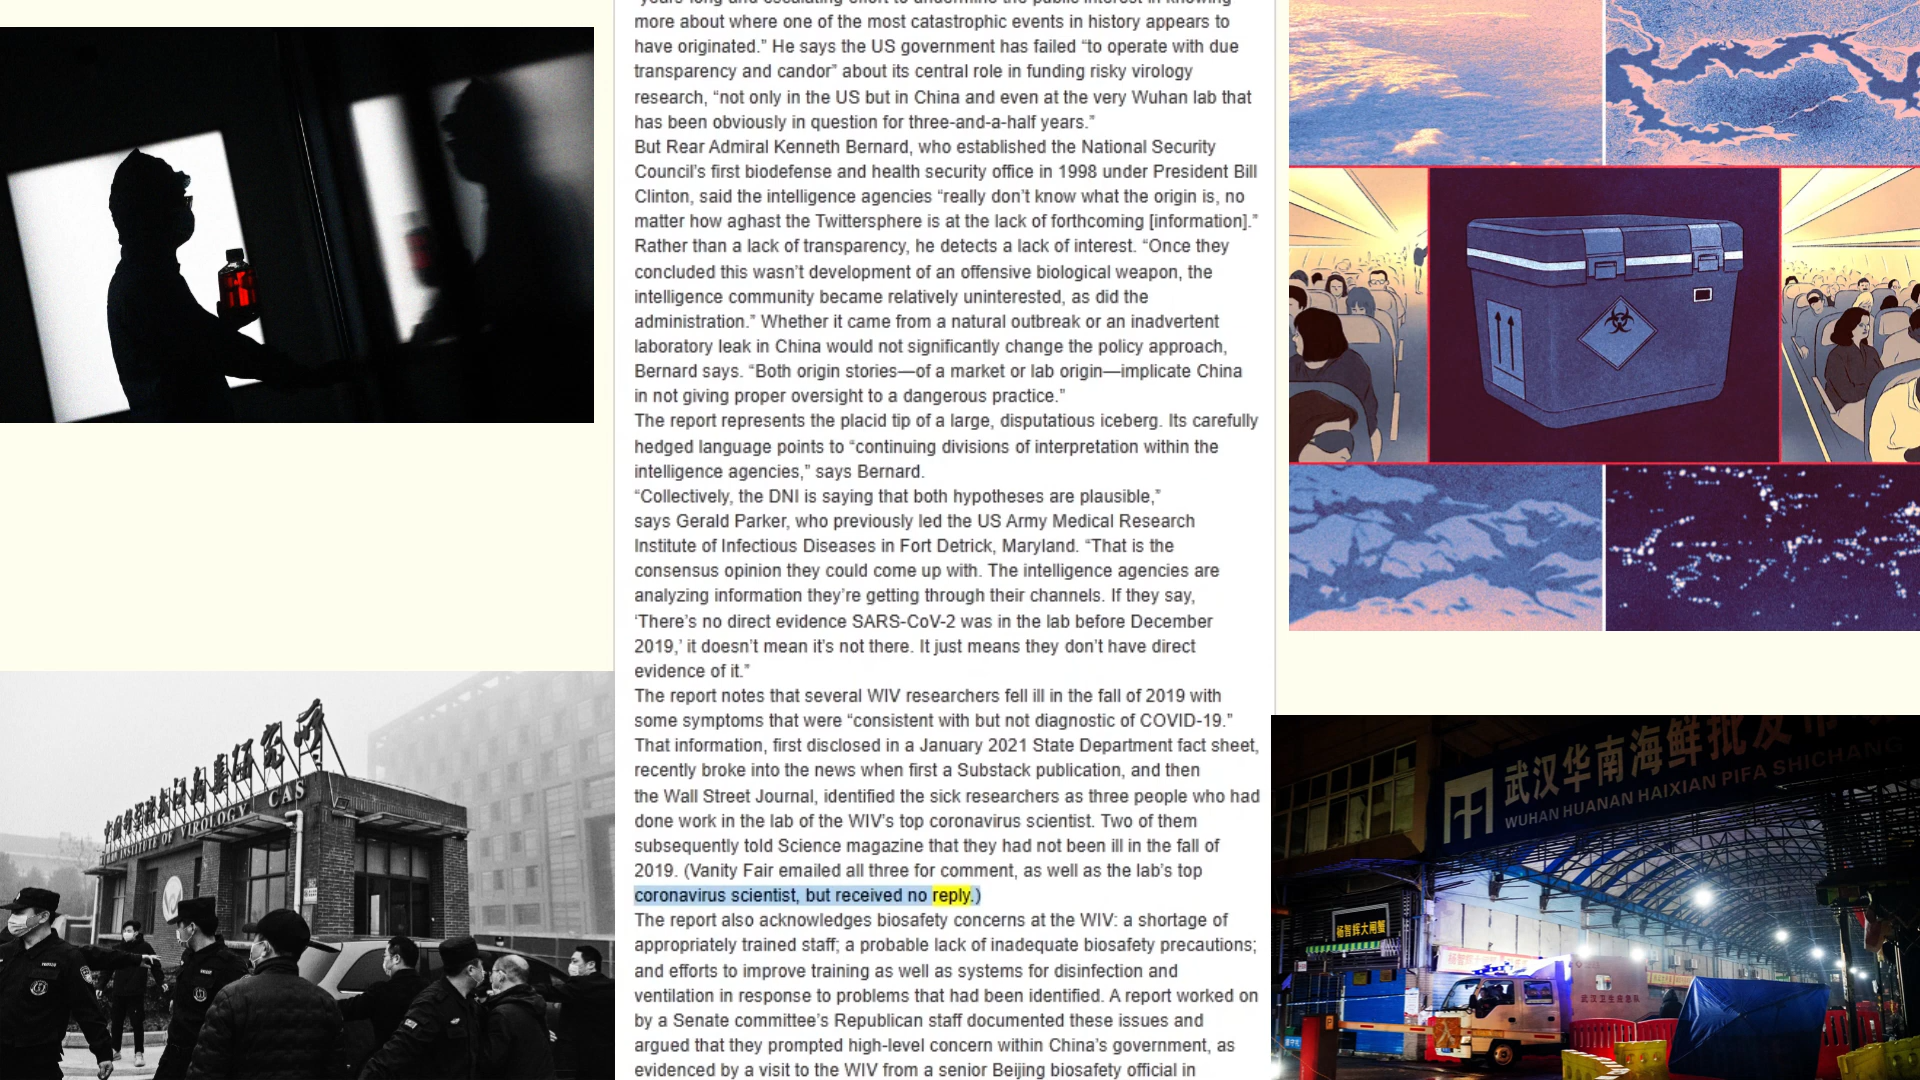 "years-long and escalating effort to undermine the public interest in knowing
more about where one of the most catastrophic events in history appears to
have originated.” He says the US government has failed “to operate with due
transparency and candor” about its central role in funding risky virology
research, “not only in the US but in China and even at the very Wuhan lab that
has been obviously in question for three-and-a-half years.”
But Rear Admiral Kenneth Bernard, who established the National Security
Council’s first biodefense and health security office in 1998 under President Bill
Clinton, said the intelligence agencies “really don’t know what the origin is, no
matter how aghast the Twittersphere is at the lack of forthcoming [information].”
Rather than a lack of transparency, he detects a lack of interest. “Once they
concluded this wasn’t development of an offensive biological weapon, the
intelligence community became relatively uninterested, as did the
administration.” Whether it came from a natural outbreak or an inadvertent
laboratory leak in China would not significantly change the policy approach,
Bernard says. “Both origin stories—of a market or lab origin—implicate China
in not giving proper oversight to a dangerous practice.”
The report represents the placid tip of a large, disputatious iceberg. Its carefully
hedged language points to “continuing divisions of interpretation within the
intelligence agencies,” says Bernard.
“Collectively, the DNI is saying that both hypotheses are plausible,”
says Gerald Parker, who previously led the US Army Medical Research
Institute of Infectious Diseases in Fort Detrick, Maryland. “That is the
consensus opinion they could come up with. The intelligence agencies are
analyzing information they’re getting through their channels. If they say,
‘There’s no direct evidence SARS-CoV-2 was in the lab before December
2019,’ it doesn’t mean it’s not there. It just means they don’t have direct
evidence of it.”
The report notes that several WIV researchers fell ill in the fall of 2019 with
some symptoms that were “consistent with but not diagnostic of COVID-19.”
That information, first disclosed in a January 2021 State Department fact sheet,
recently broke into the news when first a Substack publication, and then
the Wall Street Journal, identified the sick researchers as three people who had
done work in the lab of the WIV’s top coronavirus scientist. Two of them
subsequently told Science magazine that they had not been ill in the fall of
2019. (Vanity Fair emailed all three for comment, as well as the lab’s top
coronavirus scientist, but received no reply.)
The report also acknowledges biosafety concerns at the WIV: a shortage of
appropriately trained staff; a probable lack of inadequate biosafety precautions;
and efforts to improve training as well as systems for disinfection and
ventilation in response to problems that had been identified. A report worked on
by a Senate committee’s Republican staff documented these issues and
argued that they prompted high-level concern within China’s government, as
evidenced by a visit to the WIV from a senior Beijing biosafety official in
OF VIROLOGY, CAS
武汉华南海鲜批发市
WUHAN HUANAN HAIXIAN PIFA SHICHANG
杨智辉大闸蟹